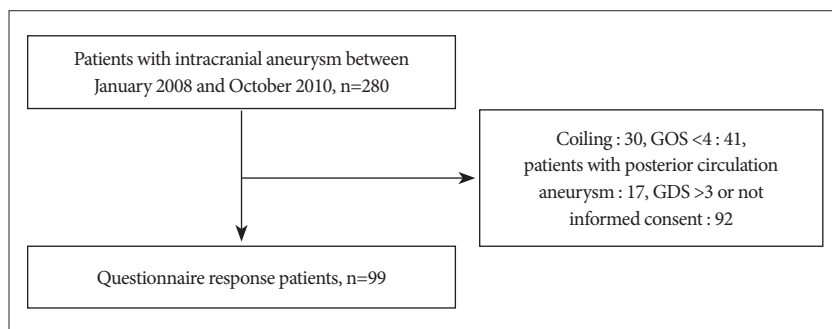 Patients with intracranial aneurysm between
January 2008 and October 2010, n=280
Coiling : 30, GOS <4 : 41,
patients with posterior circulation
aneurysm : 17, GDS >3 or not
informed consent : 92
Questionnaire response patients, n=99